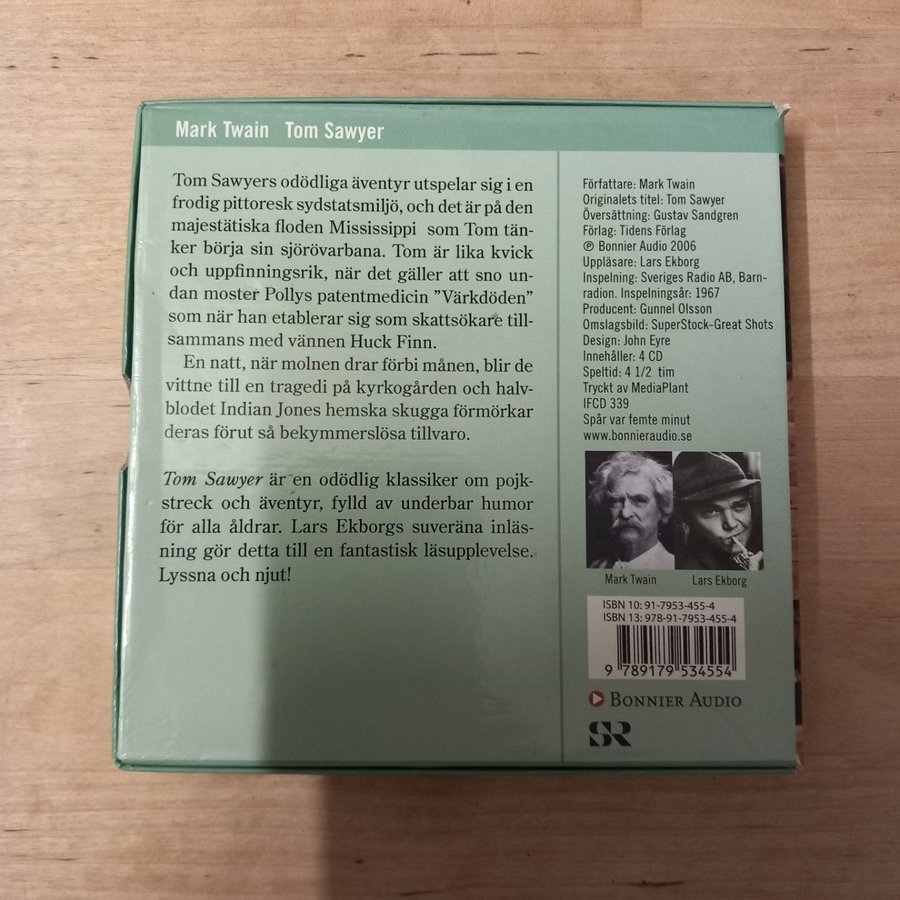 Mark Twain Tom Sawyer
Tom Sawyers odödliga äventyr utspelar sig i en
frodig pittoresk sydstatsmiljö, och det är på den
majestätiska floden Mississippi som Tom tän-
ker börja sin sjörövarbana. Tom är lika kvick
och uppfinningsrik, när det gäller att sno un-
dan moster Pollys patentmedicin ”Värkdöden”
som när han etablerar sig som skattsökare till-
sammans med vännen Huck Finn.
En natt, när molnen drar förbi månen, blir de
vittne till en tragedi på kyrkogården och halv-
blodet Indian Jones hemska skugga förmörkar
deras förut så bekymmerslösa tillvaro.
Tom Sawyer är en odödlig klassiker om pojk-
streck och äventyr, fylld av underbar humor
för alla åldrar. Lars Ekborgs suveräna inläs-
ning gör detta till en fantastisk läsupplevelse.
Lyssna och njut!
Författare: Mark Twain
Originalets titel: Tom Sawyer
Översättning: Gustav Sandgren
Förlag: Tidens Förlag
℗ Bonnier Audio 2006
Uppläsare: Lars Ekborg
Inspelning: Sveriges Radio AB, Barn-
radion. Inspelningsår: 1967
Producent: Gunnel Olsson
Omslagsbild: SuperStock-Great Shots
Design: John Eyre
Innehåller: 4 CD
Speltid: 4 1/2 tim
Tryckt av MediaPlant
IFCD 339
Spår var femte minut
www.bonnieraudio.se
Mark Twain Lars Ekborg
ISBN 10: 91-7953-455-4
ISBN 13: 978-91-7953-455-4
9 789179 534554
BONNIER AUDIO
SR